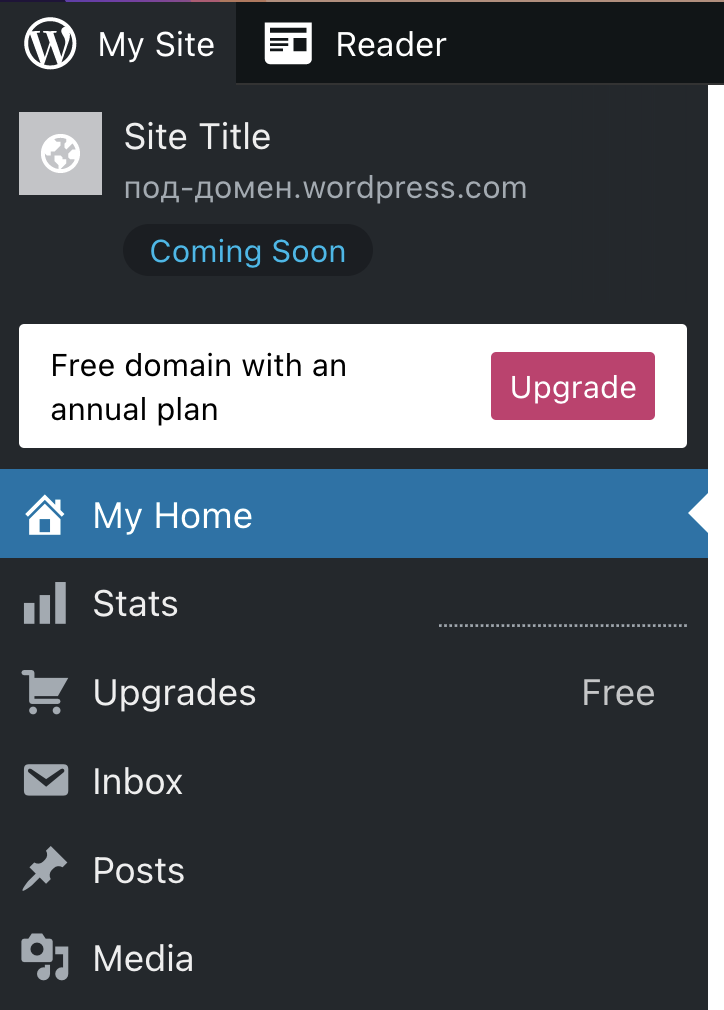 My Site
Reader
Site Title
под-домен.wordpress.com
Coming Soon
Free domain with an
annual plan
Upgrade
My Home
Stats
Upgrades
Free
Inbox
Posts
Media